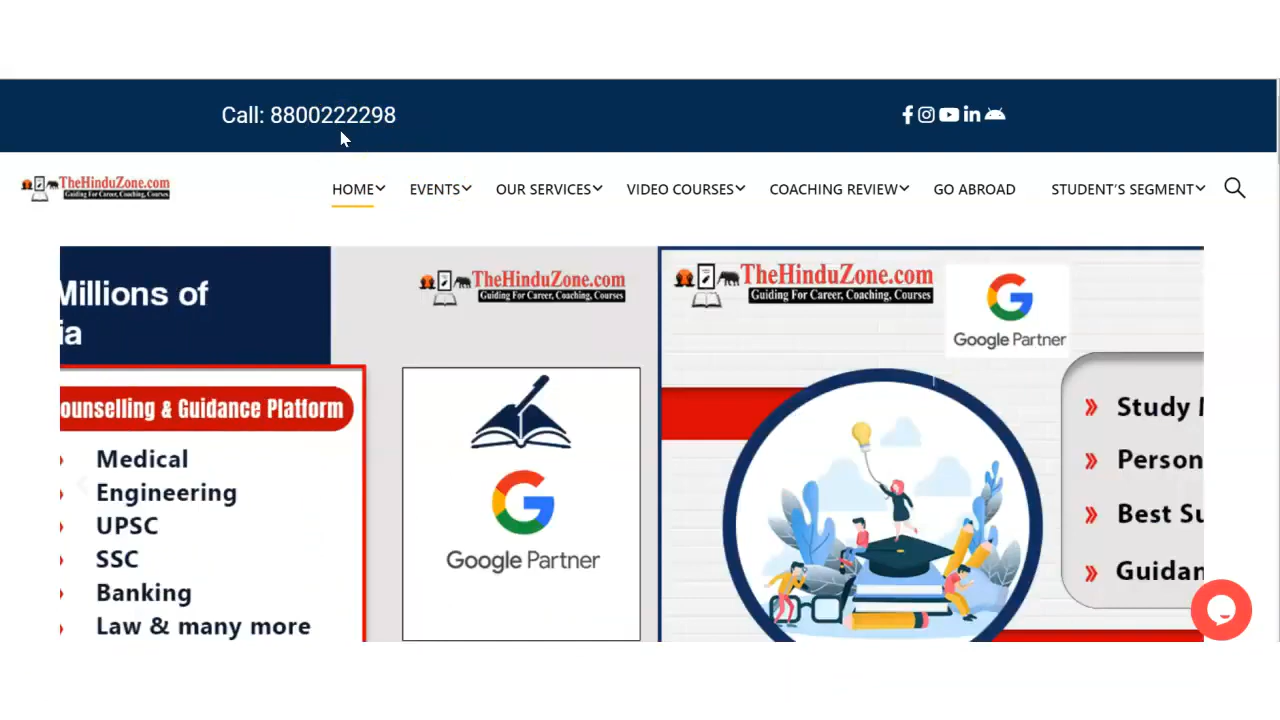 Call: 8800222298
TheHinduZone.com
Guiding For Career, Coaching, Courses
HOME EVENTS OUR SERVICES VIDEO COURSES COACHING REVIEW GO ABROAD STUDENT'S SEGMENT
Millions of
ia
ounselling & Guidance Platform
Medical
Engineering
UPSC
SSC
Banking
Law & many more
TheHinduZone.com
Guiding For Career, Coaching, Courses
Google Partner
TheHinduZone.com
Guiding For Career, Coaching, Courses
Google Partner
Study
Person
Best Su
Guidan